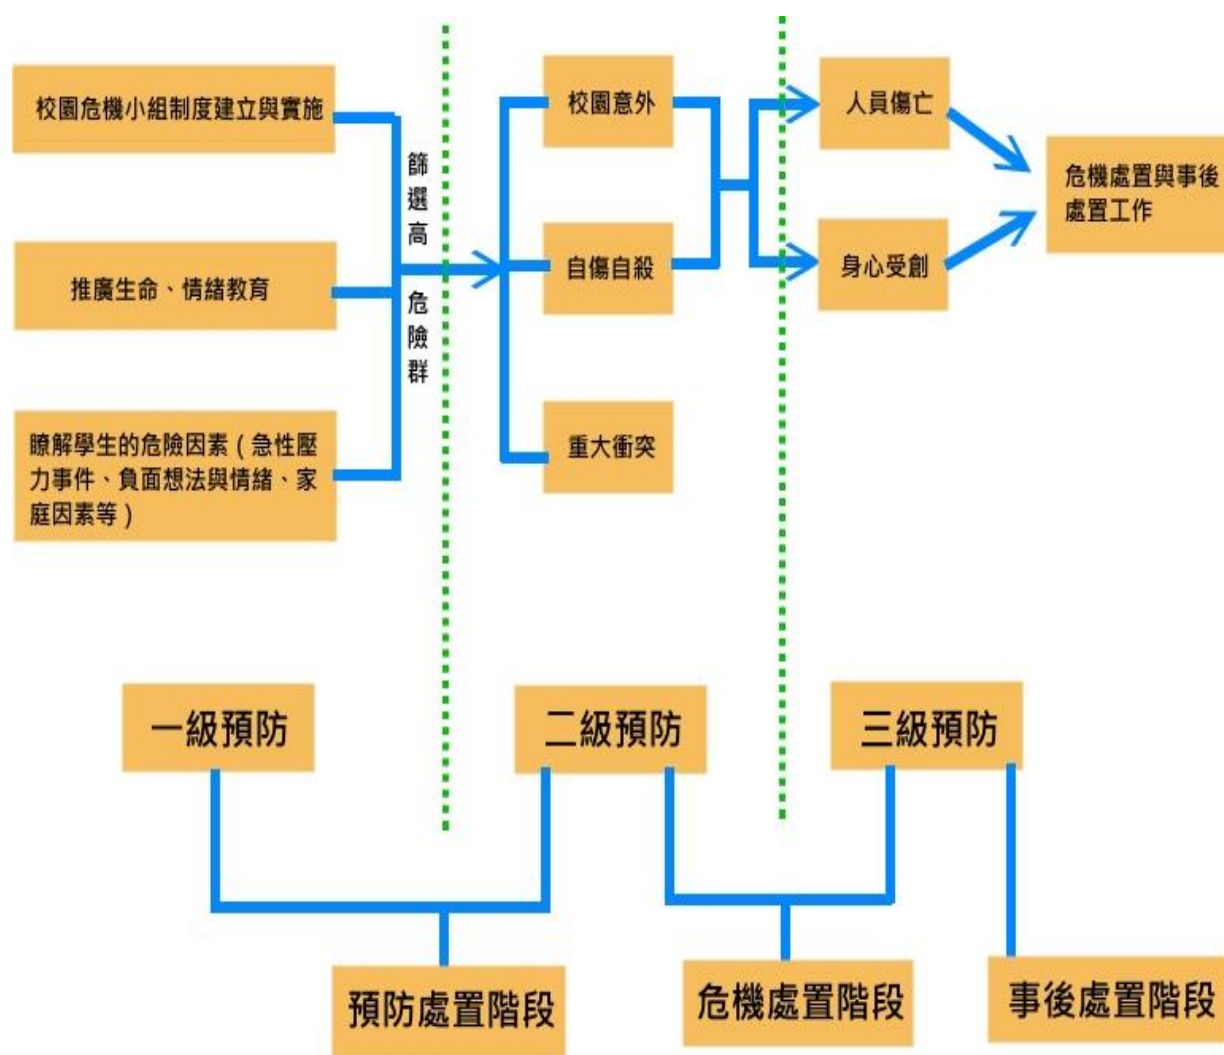 校園危機小組制度建立與實施
推廣生命、情緒教育
瞭解學生的危險因素（急性壓
力事件、負面想法與情緒、家
庭因素等）
篩選高危險群
校園意外
自傷自殺
重大衝突
人員傷亡
身心受創
危機處置與事後
處置工作
一級預防
二級預防
三級預防
預防處置階段
危機處置階段
事後處置階段